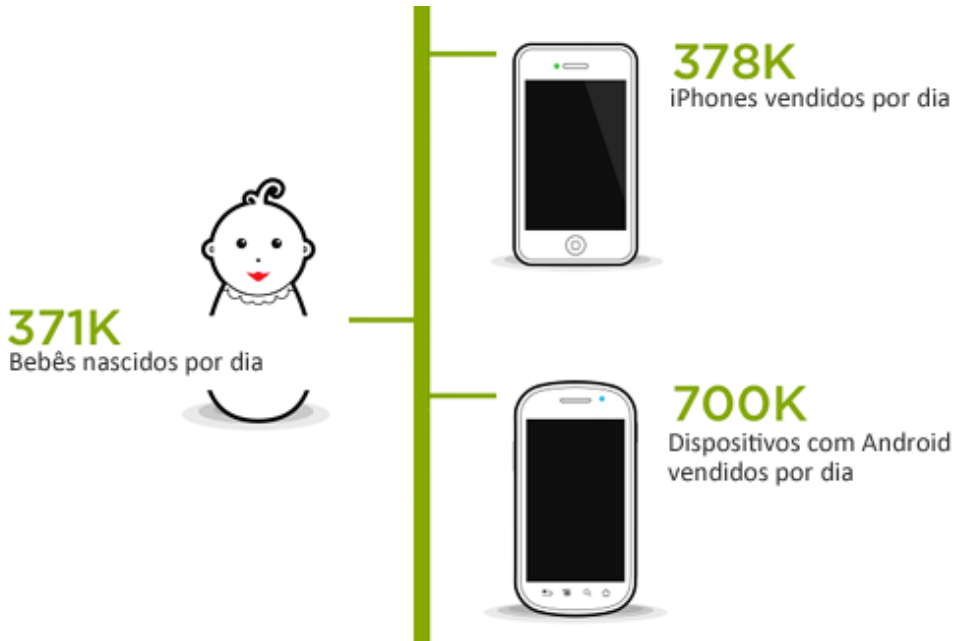 378K
iPhones vendidos por dia
371K
Bebês nascidos por dia
700K
Dispositivos com Android
vendidos por dia